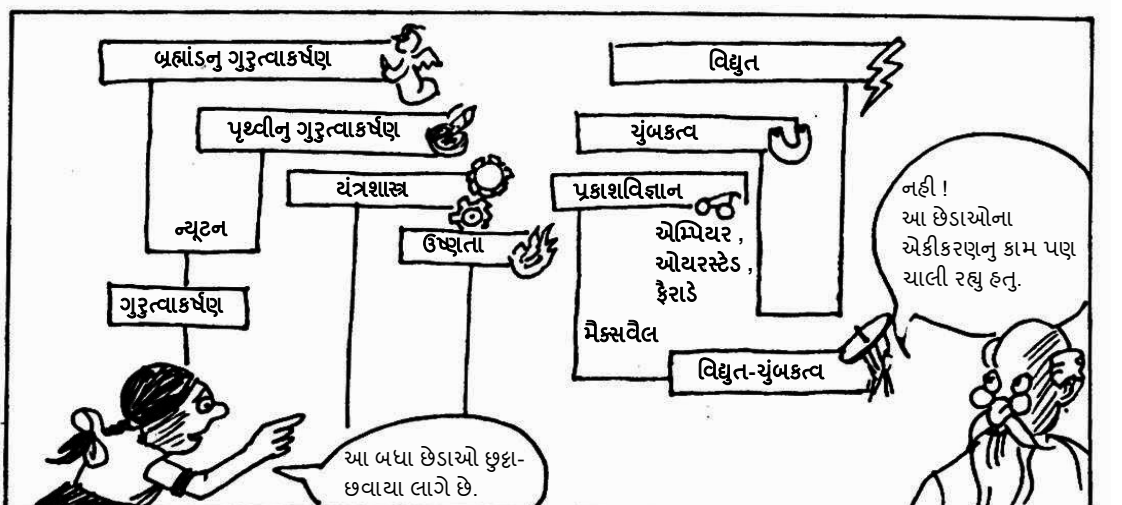 બ્રહ્માંડનુ ગુરુત્વાકર્ષણ
પૃથ્વીનુ ગુરુત્વાકર્ષણ
યંત્રશાસ્ત્ર
ઉષ્ણતા
ન્યૂટન
ગુરુત્વાકર્ષણ
વિદ્યુત
ચુંબકત્વ
પ્રકાશવિજ્ઞાન
એમ્પિયર ,
ઓયરસ્ટેડ ,
ફૈરાડે
મૈક્સવૈલ
વિદ્યુત-ચુંબકત્વ
આ બધા છેડાઓ છુટ્ટા-
છવાયા લાગે છે.
નહી !
આ છેડાઓના
એકીકરણનુ કામ પણ
ચાલી રહ્યુ હતુ.